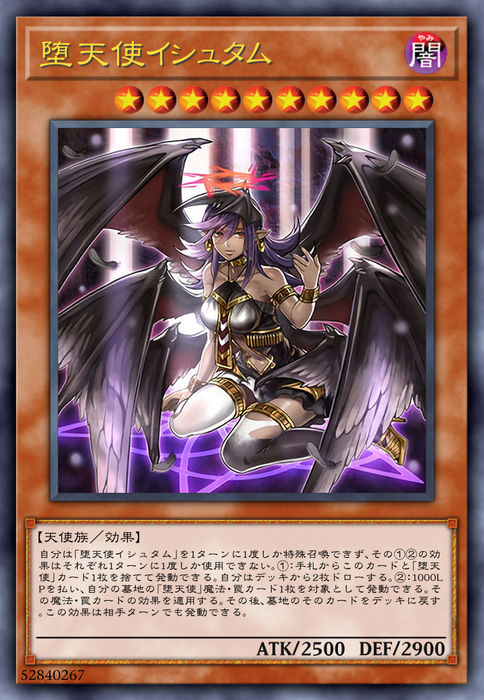 堕天使イシュタム
やみ
闇
【天使族／効果】
自分は「堕天使イシュタム」を1ターンに1度しか特殊召喚できず、その①②の効
果はそれぞれ1ターンに1度しか使用できない。①：手札からこのカードと「堕天
使」カード1枚を捨てて発動できる。自分はデッキから2枚ドローする。②：1000L
Pを払い、自分の墓地の「堕天使」魔法・罠カード1枚を対象として発動できる。そ
の魔法・罠カードの効果を適用する。その後、墓地のそのカードをデッキに戻す
。この効果は相手ターンでも発動できる。
ATK/2500 DEF/2900
52840267